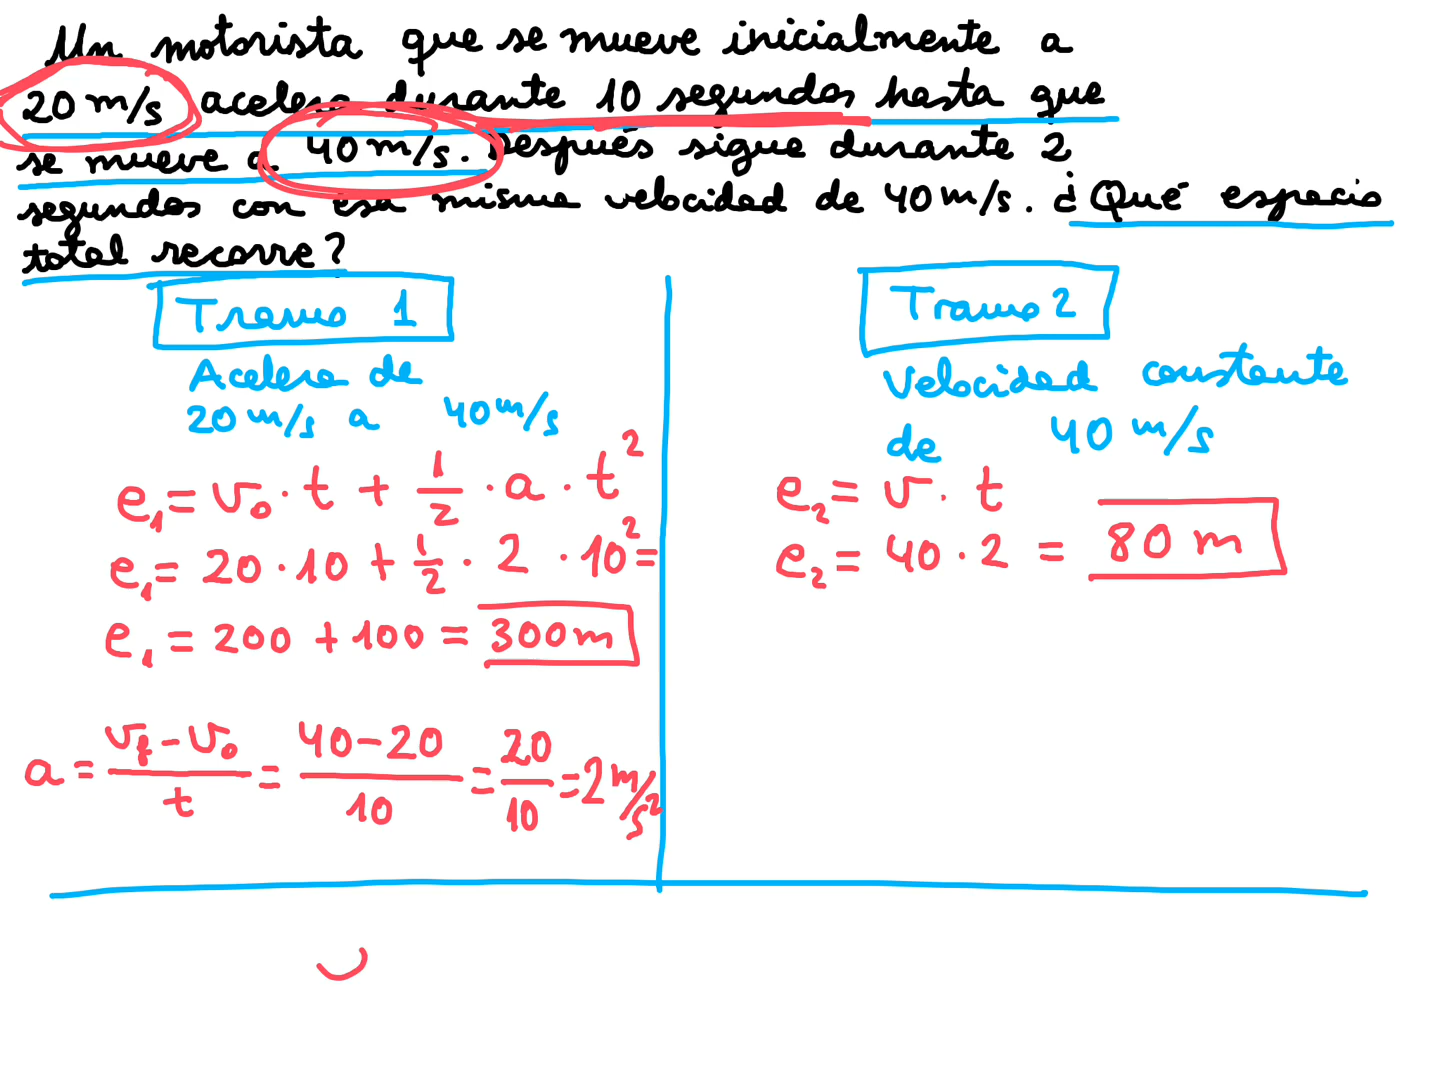 Un motorista que se mueve inicialmente a
20 m/s acelera durante 10 segundos hasta que
se mueve a 40 m/s. Después sigue durante 2
segundos con esa misma velocidad de 40 m/s. ¿Qué espacio
total recorre?
Tramo 1
Acelera de
20 m/s a 40 m/s
e₁ = v₀ · t + 1/2 · a · t²
e₁ = 20 · 10 + 1/2 · 2 · 10² =
e₁ = 200 + 100 = 300 m
a = (vf - v₀)/t = (40 - 20)/10 = 20/10 = 2 m/s²
Tramo 2
Velocidad constante
de 40 m/s
e₂ = v · t
e₂ = 40 · 2 = 80 m